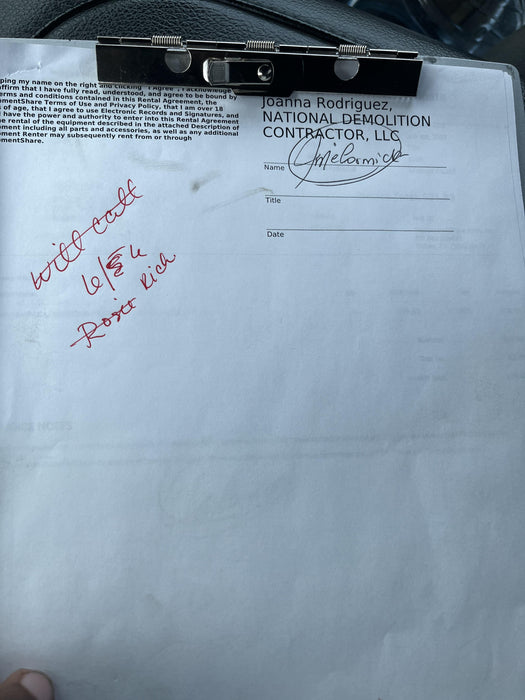 ping my name on the right and clicking "I Agree", I acknowledge
ffirm that I have fully read, understood, and agree to be bound by
erms and conditions contained in this Rental Agreement, the
mentShare Terms of Use and Privacy Policy, that I am over 18
of age, that I agree to use Electronic Records and Signatures, and
I have the power and authority to enter into this Rental Agreement
e rental of the equipment described in the attached Description of
ment including all parts and accessories, as well as any additional
ment Renter may subsequently rent from or through
mentShare.
Joanna Rodriguez,
NATIONAL DEMOLITION
CONTRACTOR, LLC
McCormick
Name
Title
Date
will call
Rosie Rich